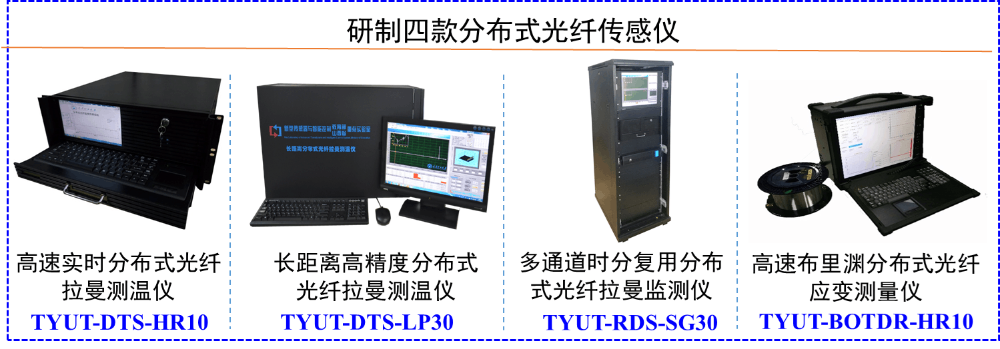 研制四款分布式光纤传感仪
新型传感器与智能控制教育部山西省重点实验室
长距离分布式光纤拉曼测温仪
高速实时分布式光纤
拉曼测温仪
TYUT-DTS-HR10
长距离高精度分布式
光纤拉曼测温仪
TYUT-DTS-LP30
多通道时分复用分布
式光纤拉曼监测仪
TYUT-RDS-SG30
高速布里渊分布式光纤
应变测量仪
TYUT-BOTDR-HR10